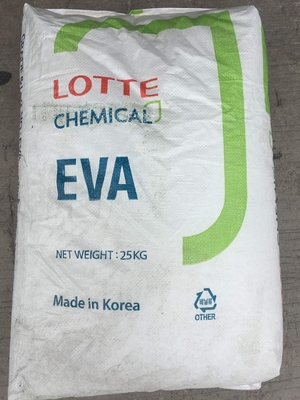 LOTTE
CHEMICAL
EVA
NET WEIGHT : 25KG
Made in Korea
OTHER